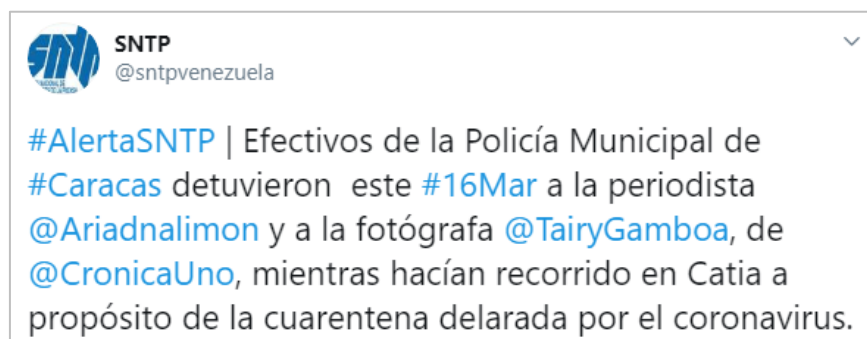 SNTP
@sntpvenezuela
#AlertaSNTP | Efectivos de la Policía Municipal de
#Caracas detuvieron este #16Mar a la periodista
@Ariadnalimon y a la fotógrafa @TairyGamboa, de
@CronicaUno, mientras hacían recorrido en Catia a
propósito de la cuarentena delarada por el coronavirus.